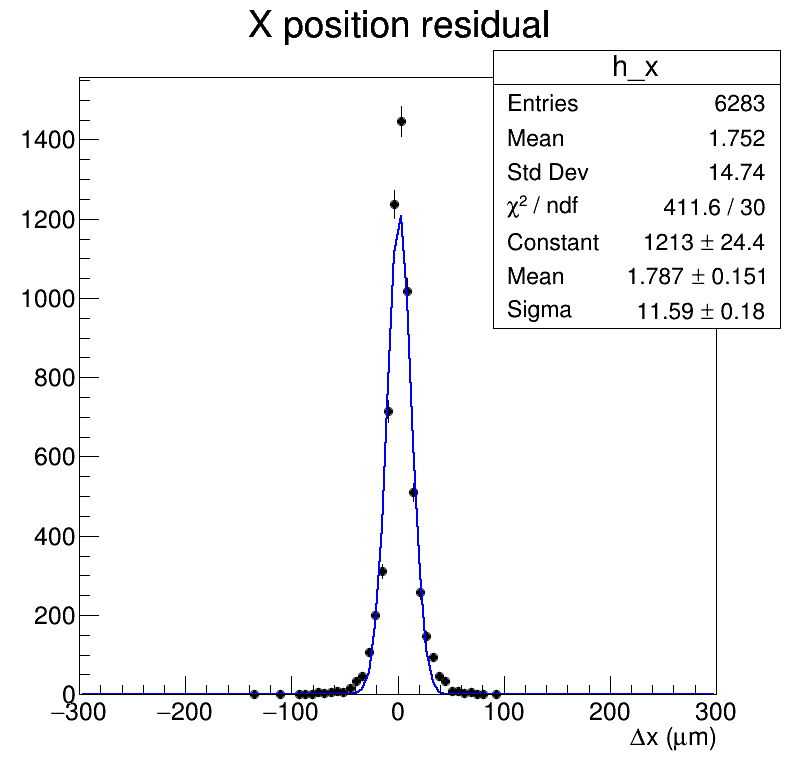 X position residual
h_x
Entries 6283
Mean 1.752
Std Dev 14.74
χ² / ndf 411.6 / 30
Constant 1213 ± 24.4
Mean 1.787 ± 0.151
Sigma 11.59 ± 0.18
1400
1200
1000
800
600
400
200
0
−300 −200 −100 0 100 200 300
Δx (μm)